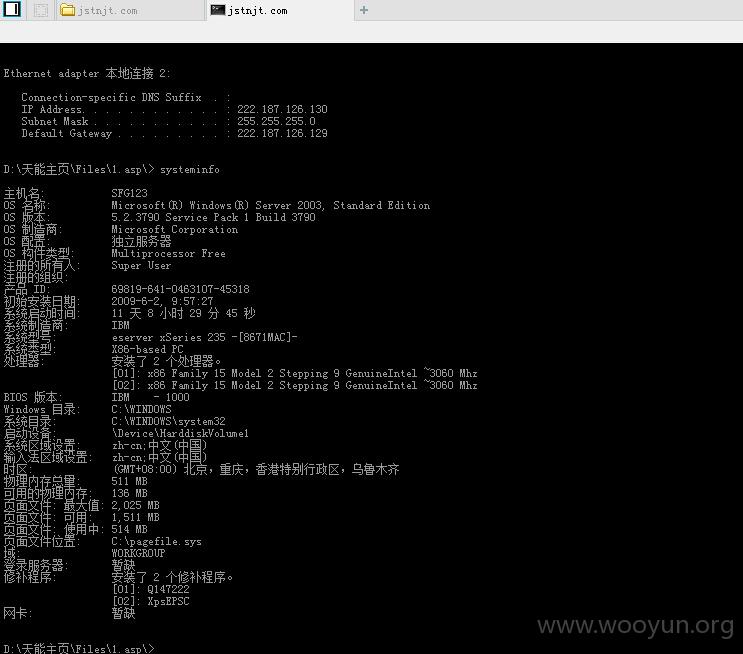 jstnjt.com
jstnjt.com
Ethernet adapter 本地连接 2:
Connection-specific DNS Suffix . :
IP Address. . . . . . . . . . . . : 222.187.126.130
Subnet Mask . . . . . . . . . . . : 255.255.255.0
Default Gateway . . . . . . . . . : 222.187.126.129
D:\天能主页\Files\1.asp\> systeminfo
主机名: SFG123
OS 名称: Microsoft(R) Windows(R) Server 2003, Standard Edition
OS 版本: 5.2.3790 Service Pack 1 Build 3790
OS 制造商: Microsoft Corporation
OS 配置: 独立服务器
OS 构件类型: Multiprocessor Free
注册的所有人: Super User
注册的组织:
产品 ID: 69819-641-0463107-45318
初始安装日期: 2009-6-2, 9:57:27
系统启动时间: 11 天 8 小时 29 分 45 秒
系统制造商: IBM
系统型号: eserver xSeries 235 -[8671MAC]-
系统类型: X86-based PC
处理器: 安装了 2 个处理器。
[01]: x86 Family 15 Model 2 Stepping 9 GenuineIntel ~3060 Mhz
[02]: x86 Family 15 Model 2 Stepping 9 GenuineIntel ~3060 Mhz
BIOS 版本: IBM - 1000
Windows 目录: C:\WINDOWS
系统目录: C:\WINDOWS\system32
启动设备: \Device\HarddiskVolume1
系统区域设置: zh-cn;中文(中国)
输入法区域设置: zh-cn;中文(中国)
时区: (GMT+08:00) 北京，重庆，香港特别行政区，乌鲁木齐
物理内存总量: 511 MB
可用的物理内存: 136 MB
页面文件: 最大值: 2,025 MB
页面文件: 可用: 1,511 MB
页面文件: 使用中: 514 MB
页面文件位置: C:\pagefile.sys
域: WORKGROUP
登录服务器: 暂缺
修补程序: 安装了 2 个修补程序。
[01]: Q147222
[02]: XpsEPSC
网卡: 暂缺
www.wooyun.org
D:\天能主页\Files\1.asp\>